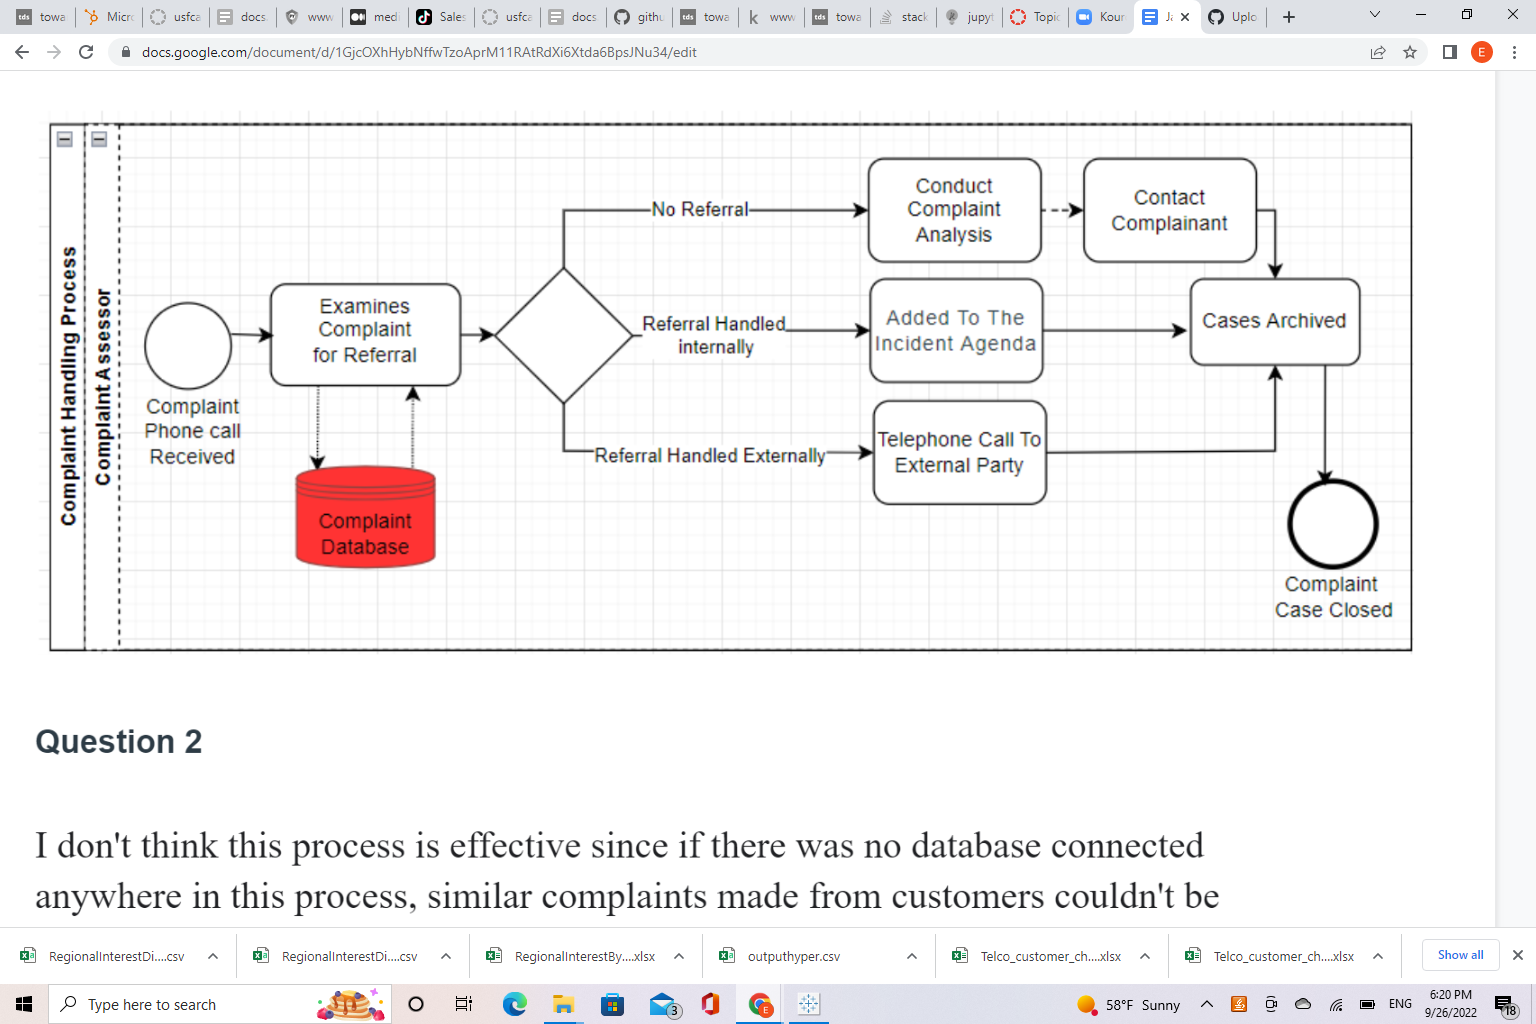 towa
Micr
usfca
docs.
www
medi
Sales
usfca
docs.
githu
towa
www
towa
stack
jupyt
Topic
Kour
Ja
Uplo
docs.google.com/document/d/1GjcOXhHybNffwTzoAprM11RAtRdXi6Xtda6BpsJNu34/edit
E
Complaint Handling Process
Complaint Assessor
Complaint
Phone call
Received
Examines
Complaint
for Referral
Complaint
Database
No Referral
Referral Handled
internally
Referral Handled Externally
Conduct
Complaint
Analysis
Contact
Complainant
Added To The
Incident Agenda
Telephone Call To
External Party
Cases Archived
Complaint
Case Closed
Question 2
I don't think this process is effective since if there was no database connected
anywhere in this process, similar complaints made from customers couldn't be
RegionalInterestDi....csv
RegionalInterestDi....csv
RegionalInterestBy....xlsx
outputhyper.csv
Telco_customer_ch....xlsx
Telco_customer_ch....xlsx
Show all
Type here to search
3
E
58°F Sunny
ENG
6:20 PM
9/26/2022
18